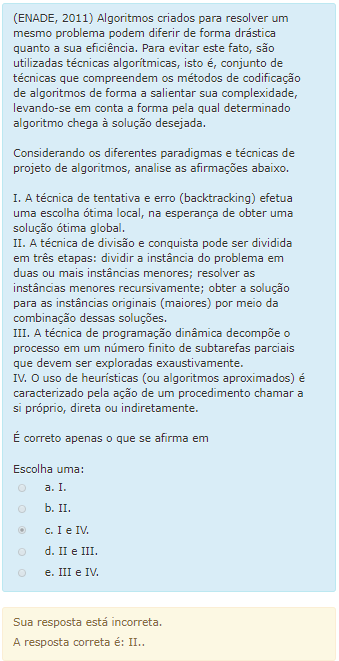 (ENADE, 2011) Algoritmos criados para resolver um
mesmo problema podem diferir de forma drástica
quanto a sua eficiência. Para evitar este fato, são
utilizadas técnicas algorítmicas, isto é, conjunto de
técnicas que compreendem os métodos de codificação
de algoritmos de forma a salientar sua complexidade,
levando-se em conta a forma pela qual determinado
algoritmo chega à solução desejada.
Considerando os diferentes paradigmas e técnicas de
projeto de algoritmos, analise as afirmações abaixo.
I. A técnica de tentativa e erro (backtracking) efetua
uma escolha ótima local, na esperança de obter uma
solução ótima global.
II. A técnica de divisão e conquista pode ser dividida
em três etapas: dividir a instância do problema em
duas ou mais instâncias menores; resolver as
instâncias menores recursivamente; obter a solução
para as instâncias originais (maiores) por meio da
combinação dessas soluções.
III. A técnica de programação dinâmica decompõe o
processo em um número finito de subtarefas parciais
que devem ser exploradas exaustivamente.
IV. O uso de heurísticas (ou algoritmos aproximados) é
caracterizado pela ação de um procedimento chamar a
si próprio, direta ou indiretamente.
É correto apenas o que se afirma em
Escolha uma:
a. I.
b. II.
c. I e IV.
d. II e III.
e. III e IV.
Sua resposta está incorreta.
A resposta correta é: II..